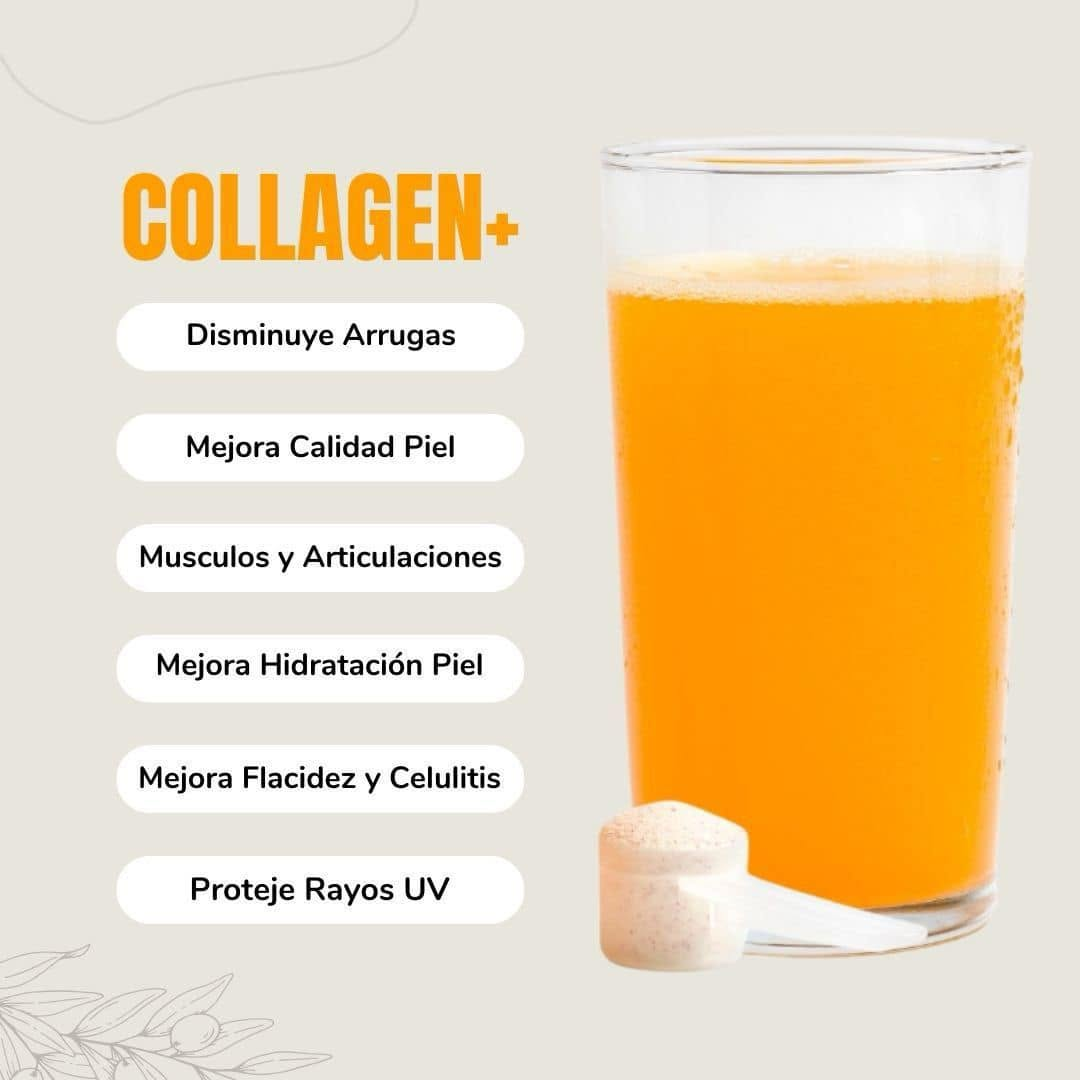 COLLAGEN+
Disminuye Arrugas
Mejora Calidad Piel
Musculos y Articulaciones
Mejora Hidratación Piel
Mejora Flacidez y Celulitis
Proteje Rayos UV